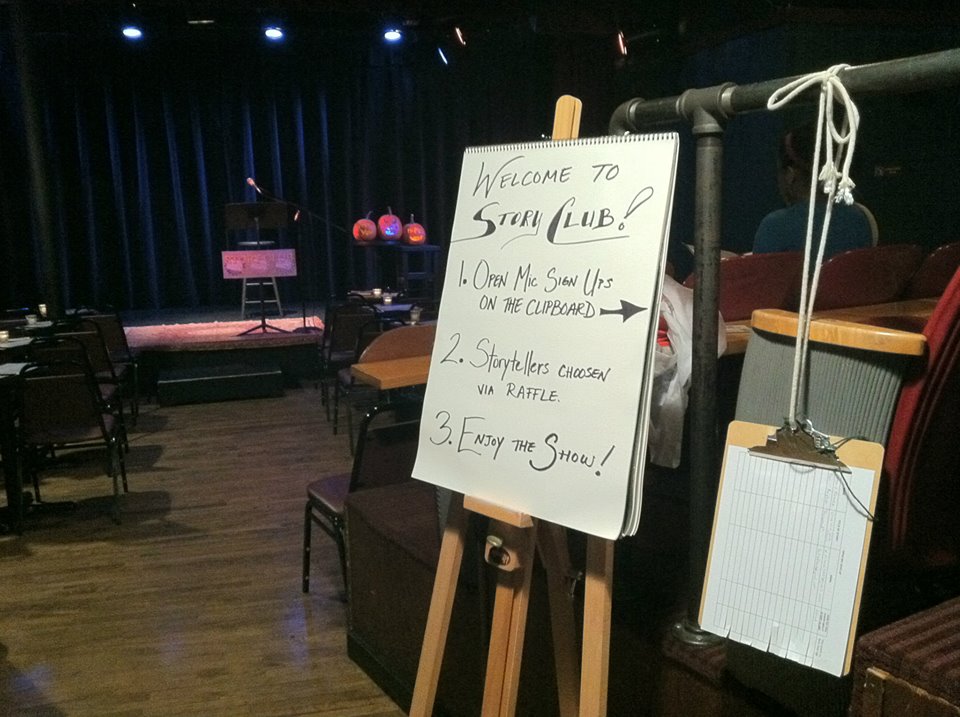 WELCOME TO
STORY CLUB!
1. OPEN MIC SIGN UPS
ON THE CLIPBOARD
2. STORYTELLERS CHOOSEN
VIA RAFFLE.
3. ENJOY THE SHOW!